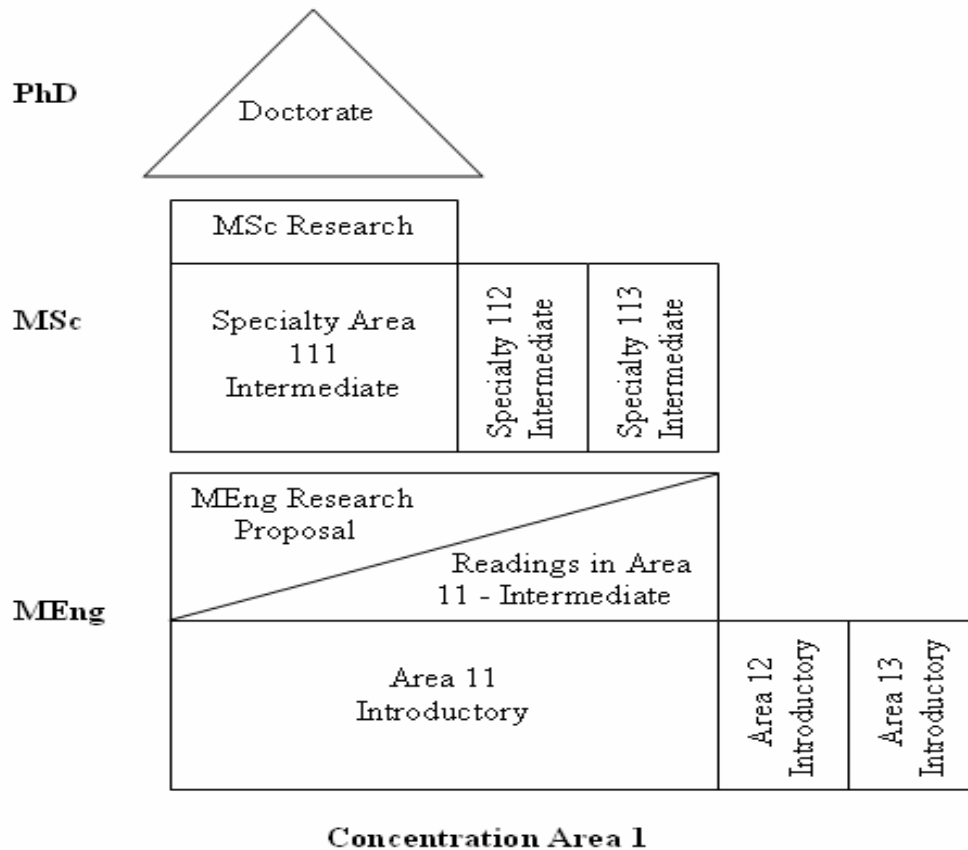 PhD
Doctorate
MSc Research
MSc
Specialty Area
111
Intermediate
Specialty 112
Intermediate
Specialty 113
Intermediate
MEng Research
Proposal
Readings in Area
11 - Intermediate
MEng
Area 11
Introductory
Area 12
Introductory
Area 13
Introductory
Concentration Area 1